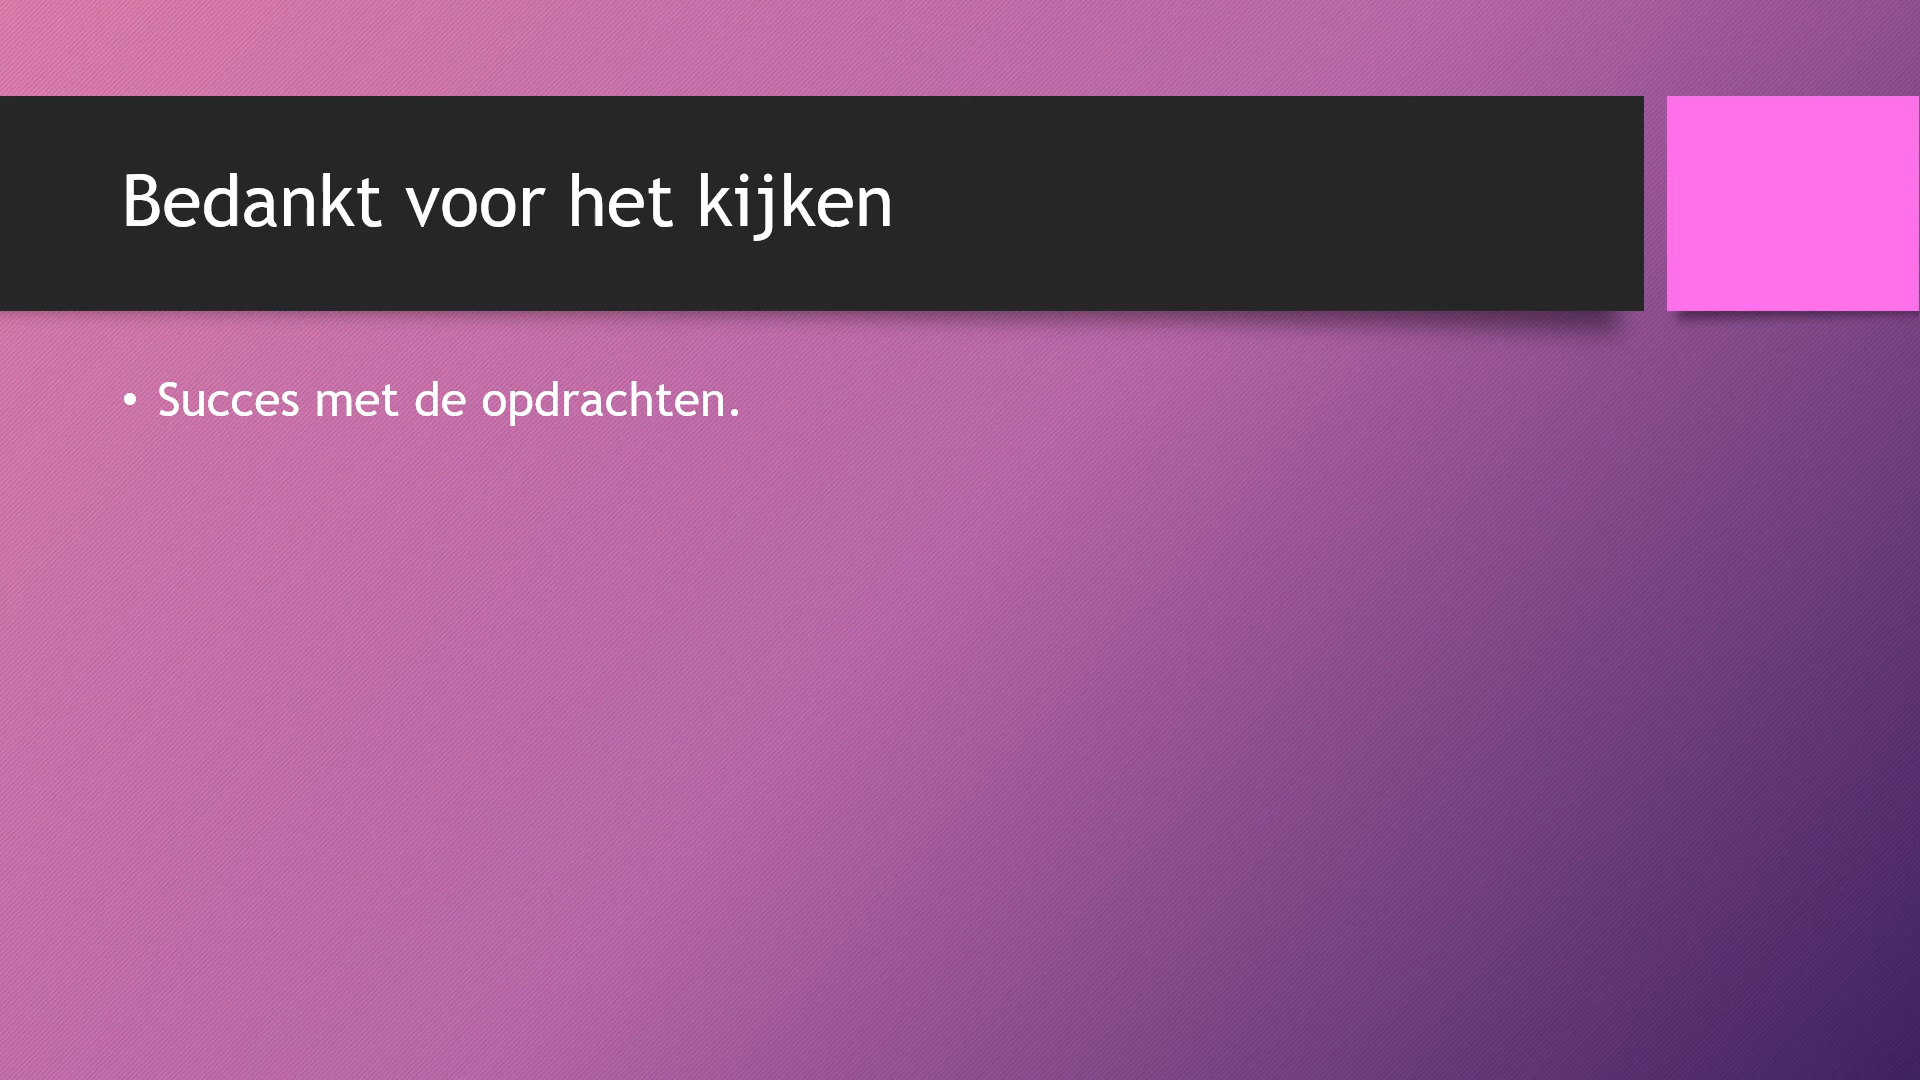 Bedankt voor het kijken
• Succes met de opdrachten.